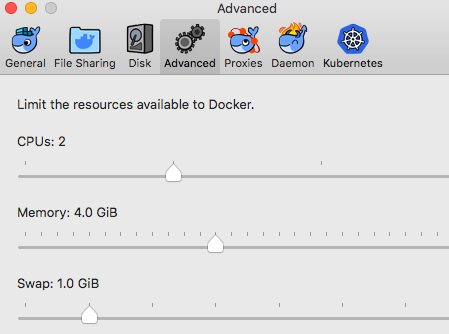 Advanced
General File Sharing Disk Advanced Proxies Daemon Kubernetes
Limit the resources available to Docker.
CPUs: 2
Memory: 4.0 GiB
Swap: 1.0 GiB